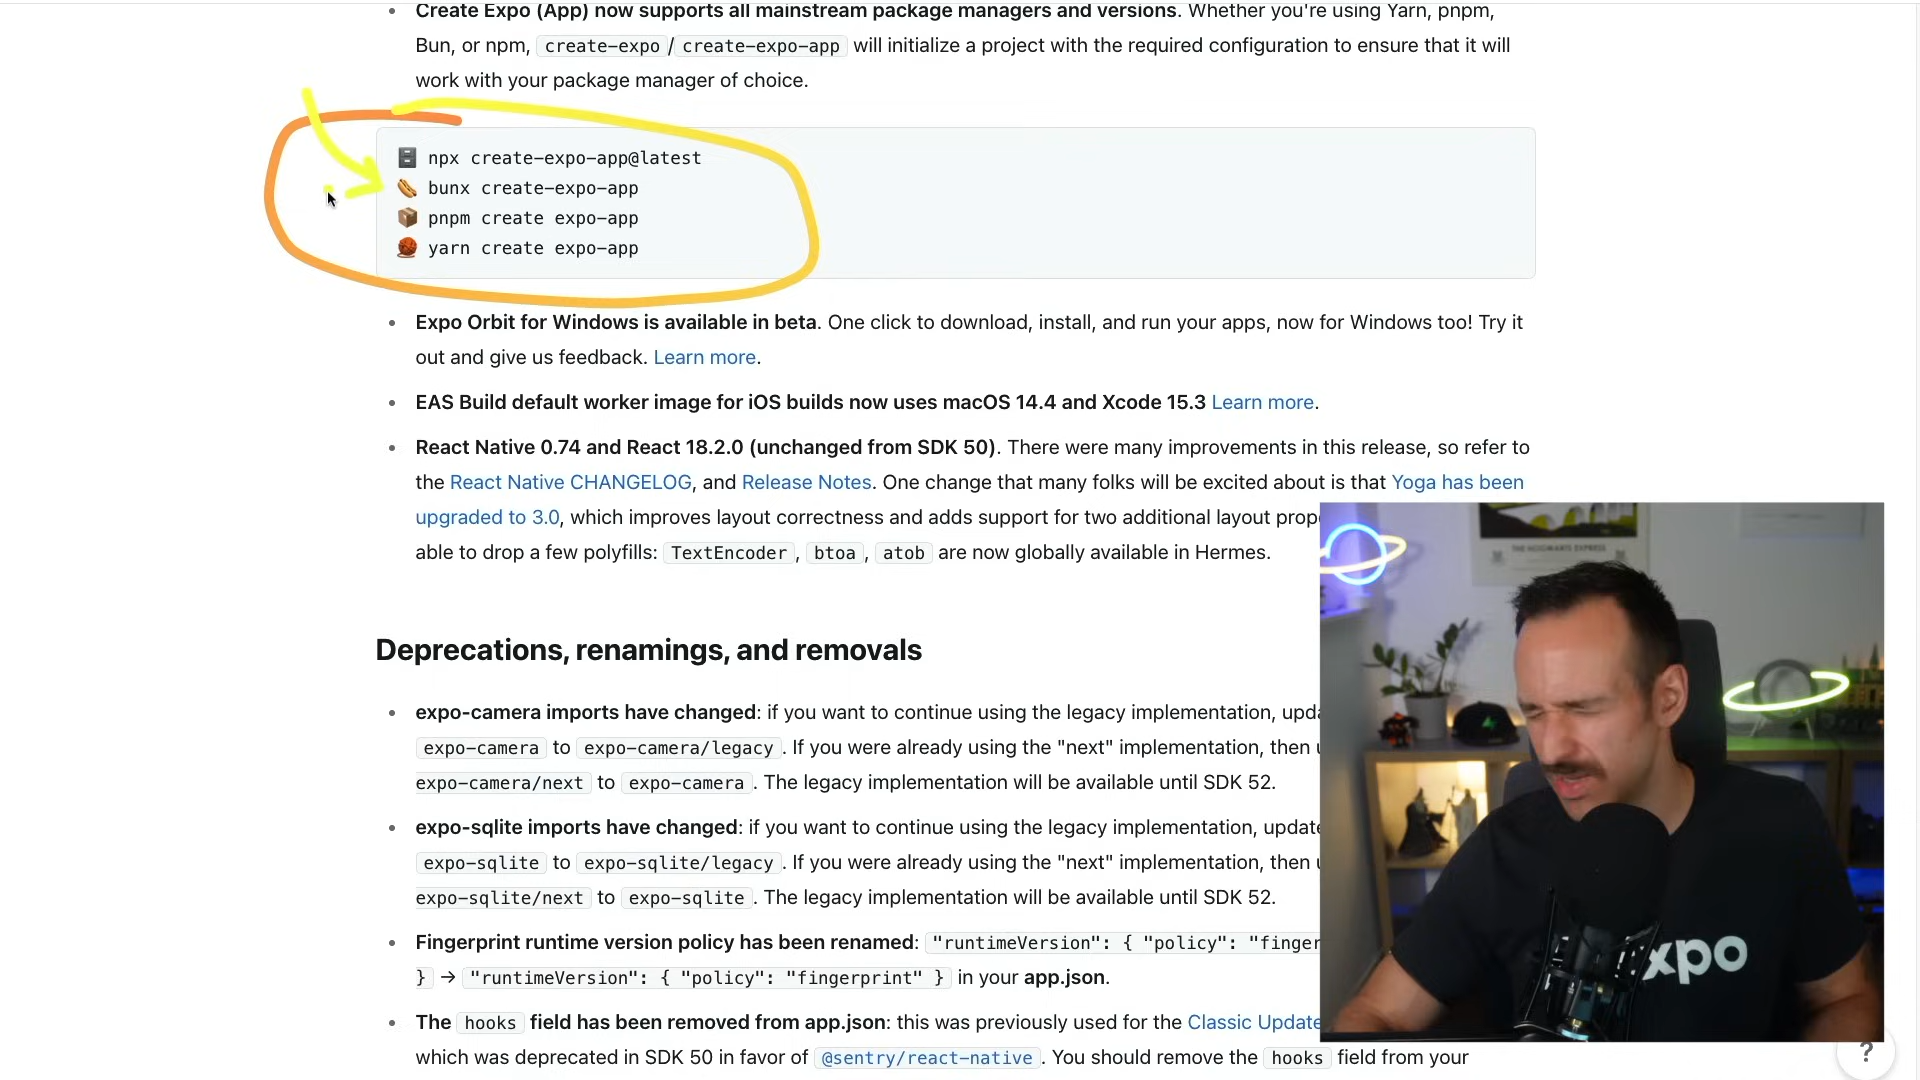 Create Expo (App) now supports all mainstream package managers and versions. Whether you're using Yarn, pnpm,
Bun, or npm, create-expo / create-expo-app will initialize a project with the required configuration to ensure that it will
work with your package manager of choice.
npx create-expo-app@latest
bunx create-expo-app
pnpm create expo-app
yarn create expo-app
Expo Orbit for Windows is available in beta. One click to download, install, and run your apps, now for Windows too! Try it
out and give us feedback. Learn more.
EAS Build default worker image for iOS builds now uses macOS 14.4 and Xcode 15.3 Learn more.
React Native 0.74 and React 18.2.0 (unchanged from SDK 50). There were many improvements in this release, so refer to
the React Native CHANGELOG, and Release Notes. One change that many folks will be excited about is that Yoga has been
upgraded to 3.0, which improves layout correctness and adds support for two additional layout prop
able to drop a few polyfills: TextEncoder, btoa, atob are now globally available in Hermes.
THE HOGWARTS EXPRESS
Deprecations, renamings, and removals
expo-camera imports have changed: if you want to continue using the legacy implementation, upda
expo-camera to expo-camera/legacy. If you were already using the "next" implementation, then
expo-camera/next to expo-camera. The legacy implementation will be available until SDK 52.
expo-sqlite imports have changed: if you want to continue using the legacy implementation, update
expo-sqlite to expo-sqlite/legacy. If you were already using the "next" implementation, then
expo-sqlite/next to expo-sqlite. The legacy implementation will be available until SDK 52.
Fingerprint runtime version policy has been renamed: "runtimeVersion": { "policy": "finger
} → "runtimeVersion": { "policy": "fingerprint" } in your app.json.
xpo
The hooks field has been removed from app.json: this was previously used for the Classic Update
which was deprecated in SDK 50 in favor of @sentry/react-native. You should remove the hooks field from your
?